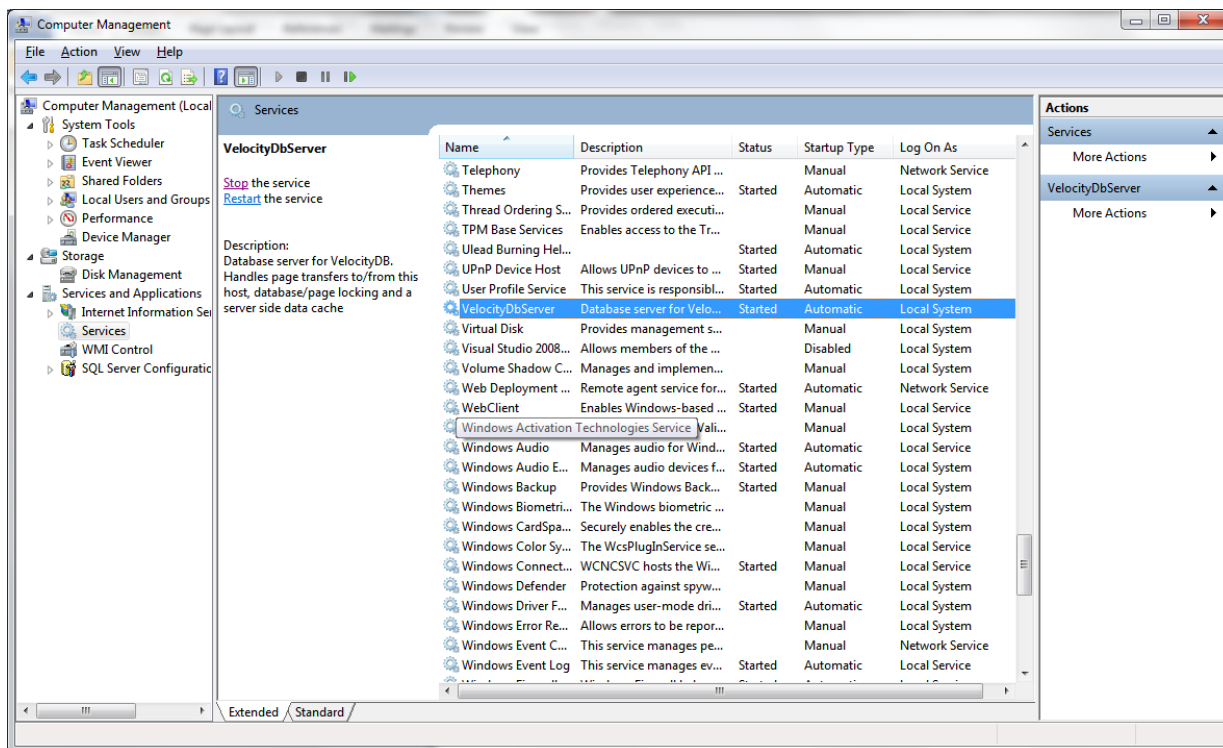 Computer Management
File Action View Help
Computer Management (Local
System Tools
Task Scheduler
Event Viewer
Shared Folders
Local Users and Groups
Performance
Device Manager
Storage
Disk Management
Services and Applications
Internet Information Ser
Services
WMI Control
SQL Server Configuratic
Services
VelocityDbServer
Stop the service
Restart the service
Description:
Database server for VelocityDB.
Handles page transfers to/from this
host, database/page locking and a
server side data cache
Name Description Status Startup Type Log On As
Telephony Provides Telephony API ... Manual Network Service
Themes Provides user experience... Started Automatic Local System
Thread Ordering S... Provides ordered executi... Manual Local Service
TPM Base Services Enables access to the Tr... Manual Local Service
Ulead Burning Hel... Started Automatic Local System
UPnP Device Host Allows UPnP devices to ... Started Manual Local Service
User Profile Service This service is responsibl... Started Automatic Local System
VelocityDbServer Database server for Velo... Started Automatic Local System
Virtual Disk Provides management s... Manual Local System
Visual Studio 2008... Allows members of the ... Disabled Local System
Volume Shadow C... Manages and implemen... Manual Local System
Web Deployment ... Remote agent service for... Started Automatic Network Service
WebClient Enables Windows-based ... Started Manual Local Service
Windows Activation Technologies Service Vali... Manual Local System
Windows Audio Manages audio for Wind... Started Automatic Local Service
Windows Audio E... Manages audio devices f... Started Automatic Local System
Windows Backup Provides Windows Back... Started Manual Local System
Windows Biometri... The Windows biometric ... Manual Local System
Windows CardSpa... Securely enables the cre... Manual Local System
Windows Color Sy... The WcsPlugInService se... Manual Local Service
Windows Connect... WCNCSVC hosts the Wi... Started Manual Local Service
Windows Defender Protection against spyw... Manual Local System
Windows Driver F... Manages user-mode dri... Started Automatic Local System
Windows Error Re... Allows errors to be repor... Manual Local System
Windows Event C... This service manages pe... Manual Network Service
Windows Event Log This service manages ev... Started Automatic Local Service
Extended Standard
Actions
Services
More Actions
VelocityDbServer
More Actions